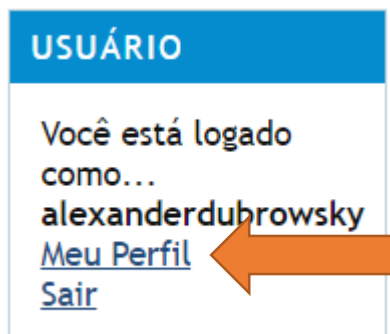 USUÁRIO
Você está logado
como...
alexanderdubrowsky
Meu Perfil
Sair